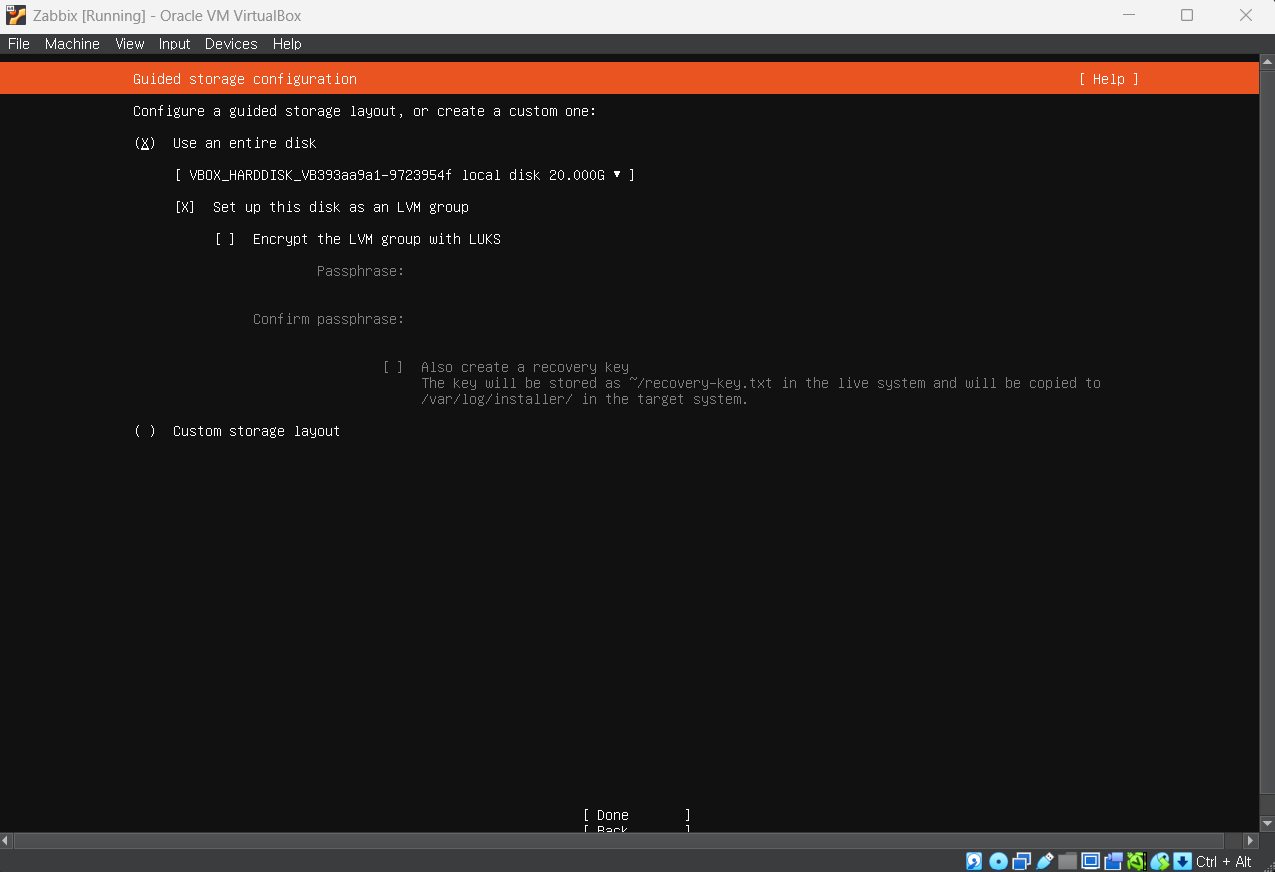 Zabbix [Running] - Oracle VM VirtualBox
File Machine View Input Devices Help
Guided storage configuration [ Help ]
Configure a guided storage layout, or create a custom one:
(X) Use an entire disk
[ VBOX_HARDDISK_VB393aa9a1-9723954f local disk 20.000G ▾ ]
[X] Set up this disk as an LVM group
[ ] Encrypt the LVM group with LUKS
Passphrase:
Confirm passphrase:
[ ] Also create a recovery key
The key will be stored as ~/recovery-key.txt in the live system and will be copied to
/var/log/installer/ in the target system.
( ) Custom storage layout
[ Done ]
[ Back ]
Ctrl + Alt